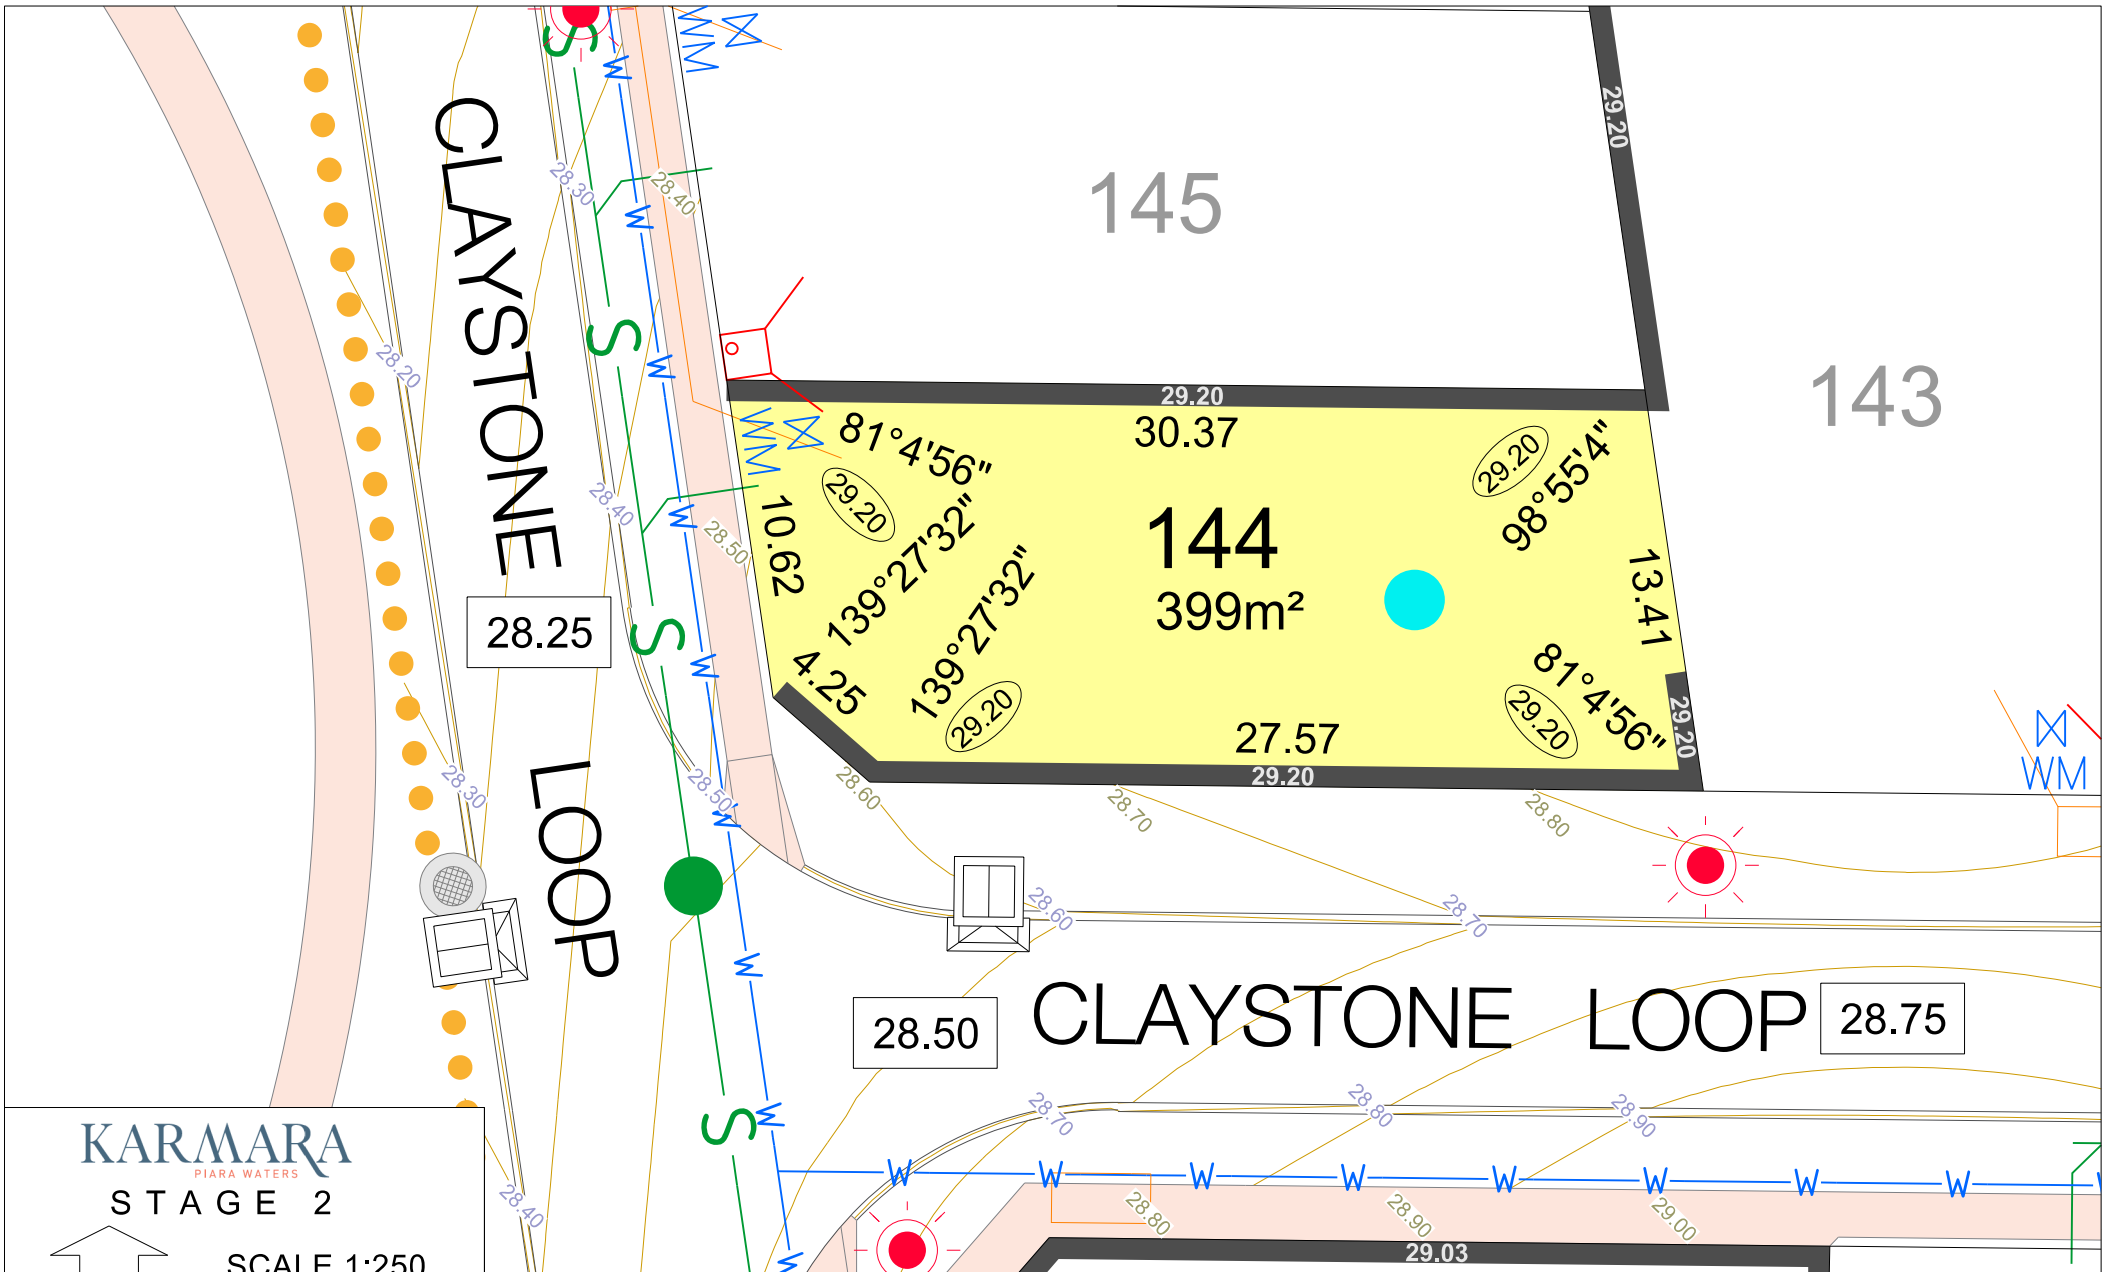 CLAYSTONE LOOP
28.30
28.40
28.20
28.40
28.50
28.30
28.50
28.40
28.25
S
S
S
S
W
W
W
W
W
W
W
W
W
WM
145
29.20
143
29.20
30.37
WM
81°4'56"
29.20
10.62
139°27'32"
139°27'32"
4.25
29.20
144
399m²
29.20
98°55'4"
13.41
81°4'56"
29.20
29.20
27.57
29.20
WM
28.60
28.70
28.80
28.60
28.70
28.50
CLAYSTONE LOOP
28.75
28.70
28.80
28.90
W
W
W
W
W
W
W
W
28.80
28.90
29.00
29.03
KARMARA
PIARA WATERS
STAGE 2
SCALE 1:250